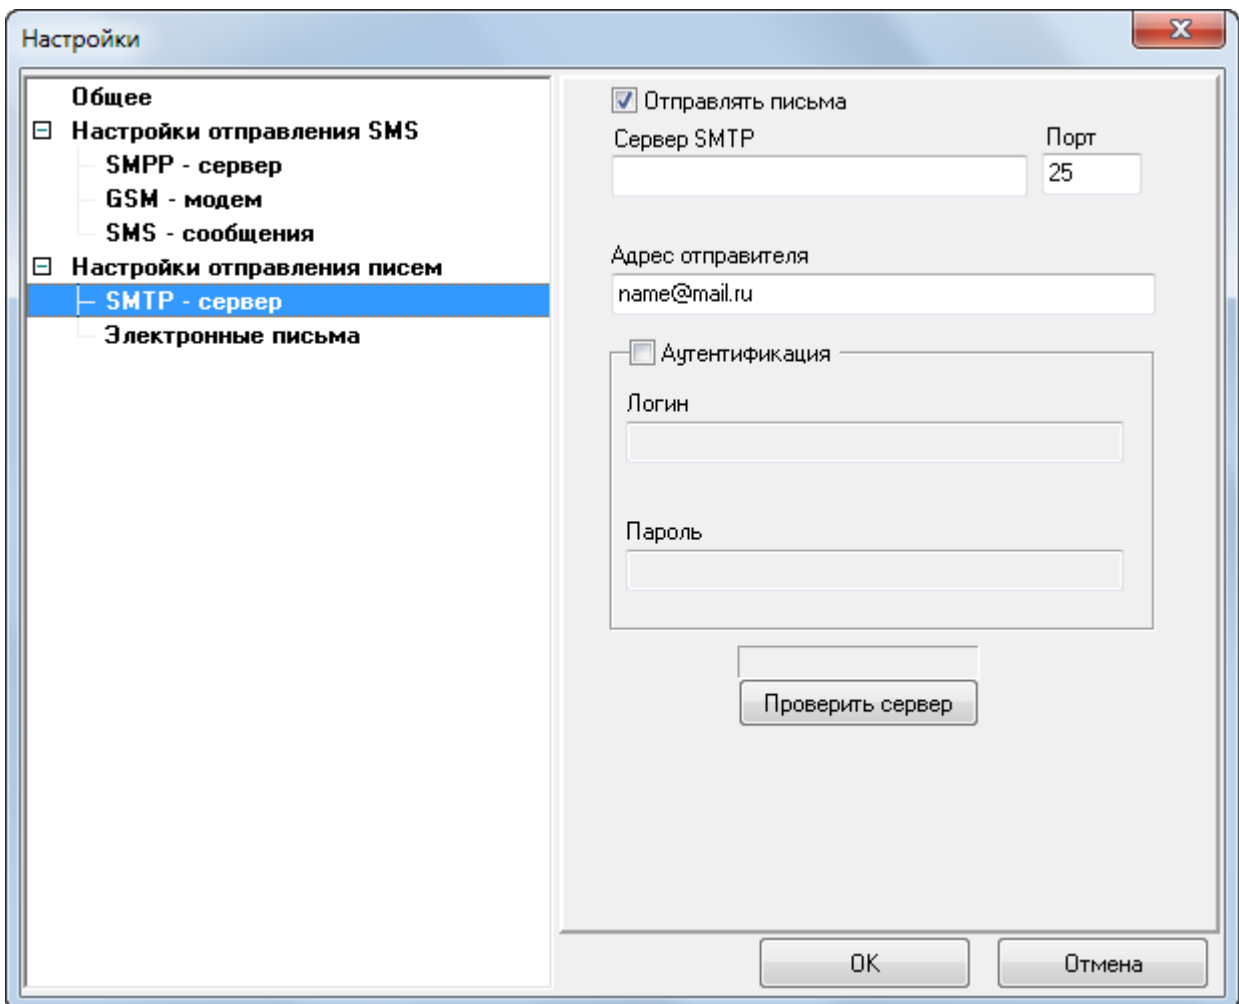 Настройки
Общее
Настройки отправления SMS
SMPP - сервер
GSM - модем
SMS - сообщения
Настройки отправления писем
SMTP - сервер
Электронные письма
Отправлять письма
Сервер SMTP
Порт
25
Адрес отправителя
name@mail.ru
Аутентификация
Логин
Пароль
Проверить сервер
OK
Отмена